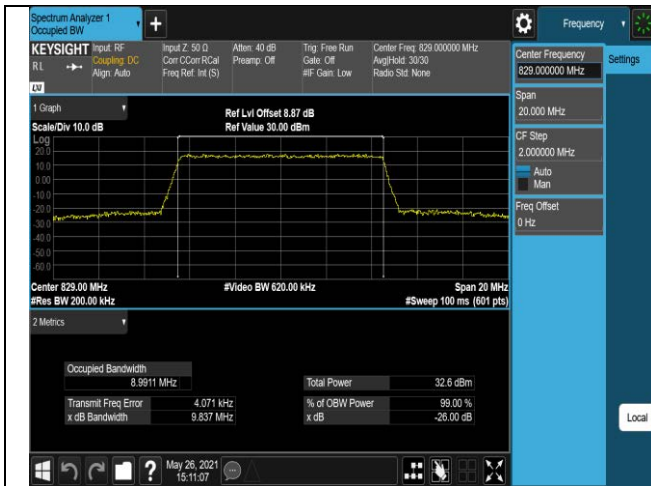 Spectrum Analyzer 1
Occupied BW
Frequency
KEYSIGHT
RL
LXI
Input: RF
Coupling: DC
Align: Auto
Input Z: 50 Ω
Corr CCorr RCal
Freq Ref: Int (S)
Atten: 40 dB
Preamp: Off
Trig: Free Run
Gate: Off
#IF Gain: Low
Center Freq: 829.000000 MHz
Avg|Hold: 30/30
Radio Std: None
Center Frequency
829.000000 MHz
Settings
Span
20.000 MHz
CF Step
2.000000 MHz
Auto
Man
Freq Offset
0 Hz
Local
1 Graph
Scale/Div 10.0 dB
Ref Lvl Offset 8.87 dB
Ref Value 30.00 dBm
Log
20.0
10.0
0.00
-10.0
-20.0
-30.0
-40.0
-50.0
-60.0
Center 829.00 MHz
#Video BW 620.00 kHz
Span 20 MHz
#Res BW 200.00 kHz
#Sweep 100 ms (601 pts)
2 Metrics
Occupied Bandwidth
8.9911 MHz
Total Power 32.6 dBm
Transmit Freq Error 4.071 kHz
% of OBW Power 99.00 %
x dB Bandwidth 9.837 MHz
x dB -26.00 dB
May 26, 2021
15:11:07